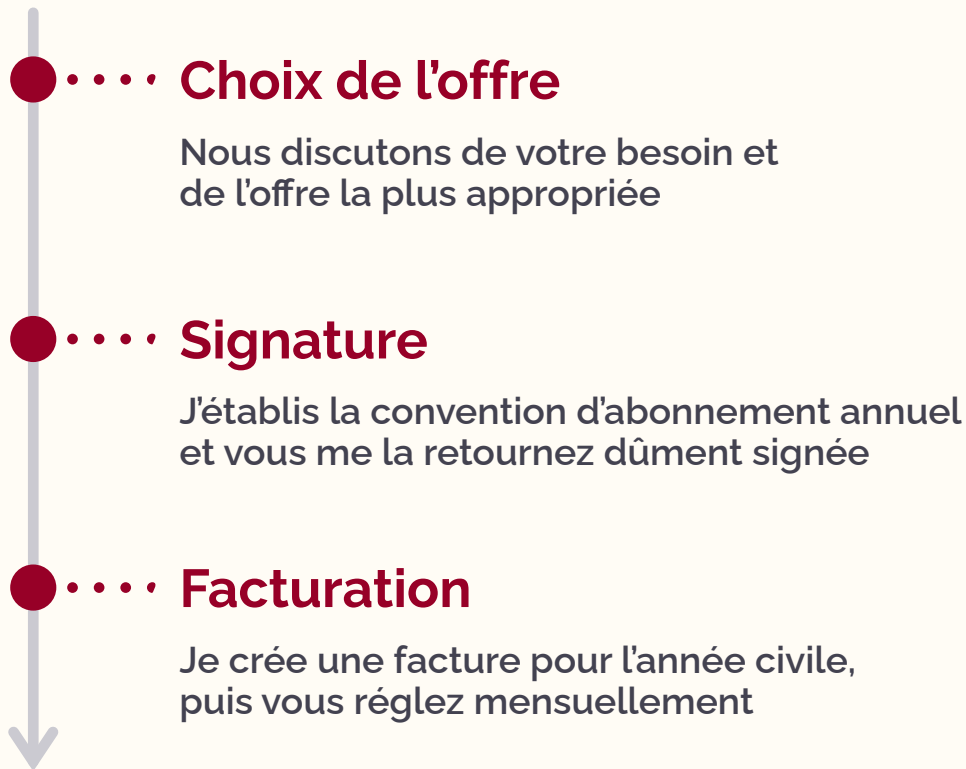 Choix de l’offre
Nous discutons de votre besoin et
de l’offre la plus appropriée
Signature
J’établis la convention d’abonnement annuel
et vous me la retournez dûment signée
Facturation
Je crée une facture pour l’année civile,
puis vous réglez mensuellement